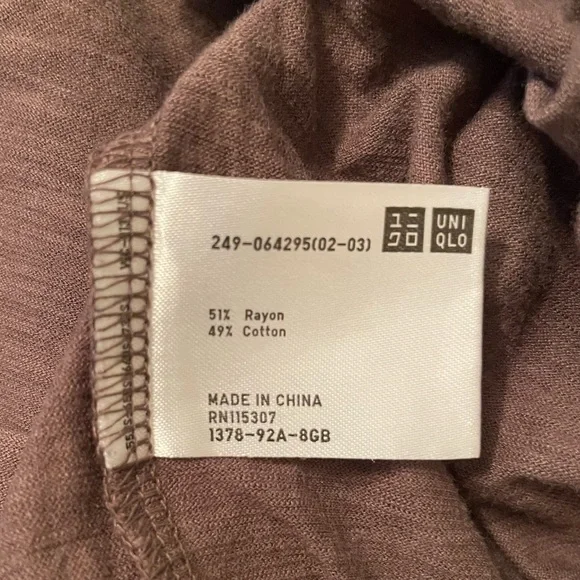 249-064295(02-03)
ユニ
クロ
UNI
QLO
51% Rayon
49% Cotton
MADE IN CHINA
RN115307
1378-92A-8GB